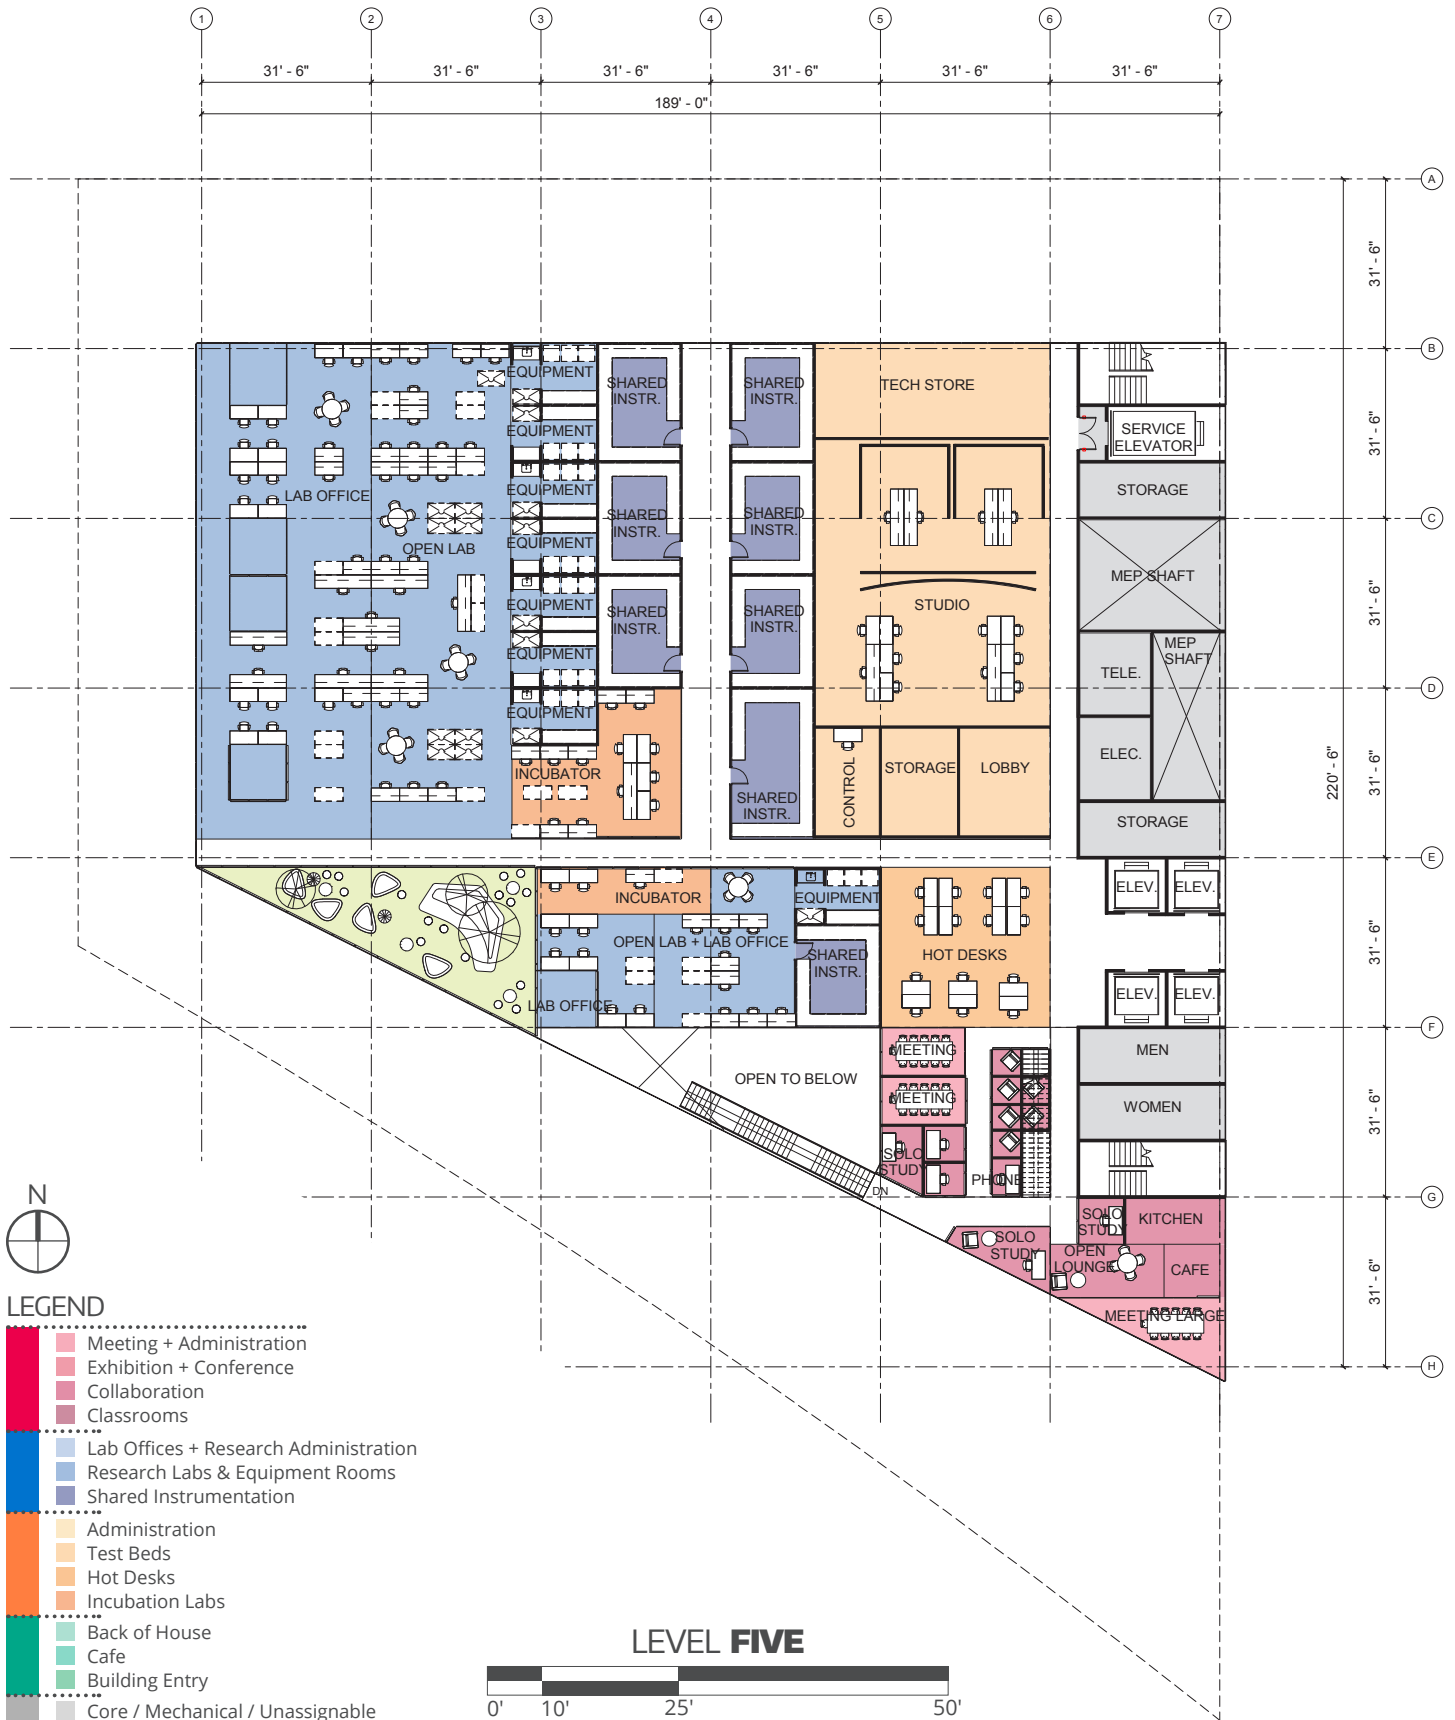 1 2 3 4 5 6 7
31' - 6" 31' - 6" 31' - 6" 31' - 6" 31' - 6" 31' - 6"
189' - 0"
A
31' - 6"
B
EQUIPMENT
SHARED
INSTR.
SHARED
INSTR.
TECH STORE
EQUIPMENT
SERVICE
ELEVATOR
31' - 6"
LAB OFFICE
EQUIPMENT
STORAGE
SHARED
INSTR.
SHARED
INSTR.
C
OPEN LAB
EQUIPMENT
MEP SHAFT
EQUIPMENT
SHARED
INSTR.
SHARED
INSTR.
STUDIO
31' - 6"
EQUIPMENT
MEP
SHAFT
TELE.
D
EQUIPMENT
INCUBATOR
CONTROL
STORAGE
LOBBY
ELEC.
220' - 6"
31' - 6"
SHARED
INSTR.
STORAGE
E
INCUBATOR
EQUIPMENT
ELEV. ELEV.
OPEN LAB + LAB OFFICE
SHARED
INSTR.
HOT DESKS
31' - 6"
LAB OFFICE
ELEV. ELEV.
F
MEETING
MEN
OPEN TO BELOW
MEETING
WOMEN
31' - 6"
SOLO
STUDY
PHONE
DN
G
SOLO
STUDY
KITCHEN
SOLO
STUDY
OPEN
LOUNGE
CAFE
31' - 6"
MEETING LARGE
H
N
LEGEND
Meeting + Administration
Exhibition + Conference
Collaboration
Classrooms
Lab Offices + Research Administration
Research Labs & Equipment Rooms
Shared Instrumentation
Administration
Test Beds
Hot Desks
Incubation Labs
Back of House
Cafe
Building Entry
Core / Mechanical / Unassignable
LEVEL FIVE
0' 10' 25' 50'